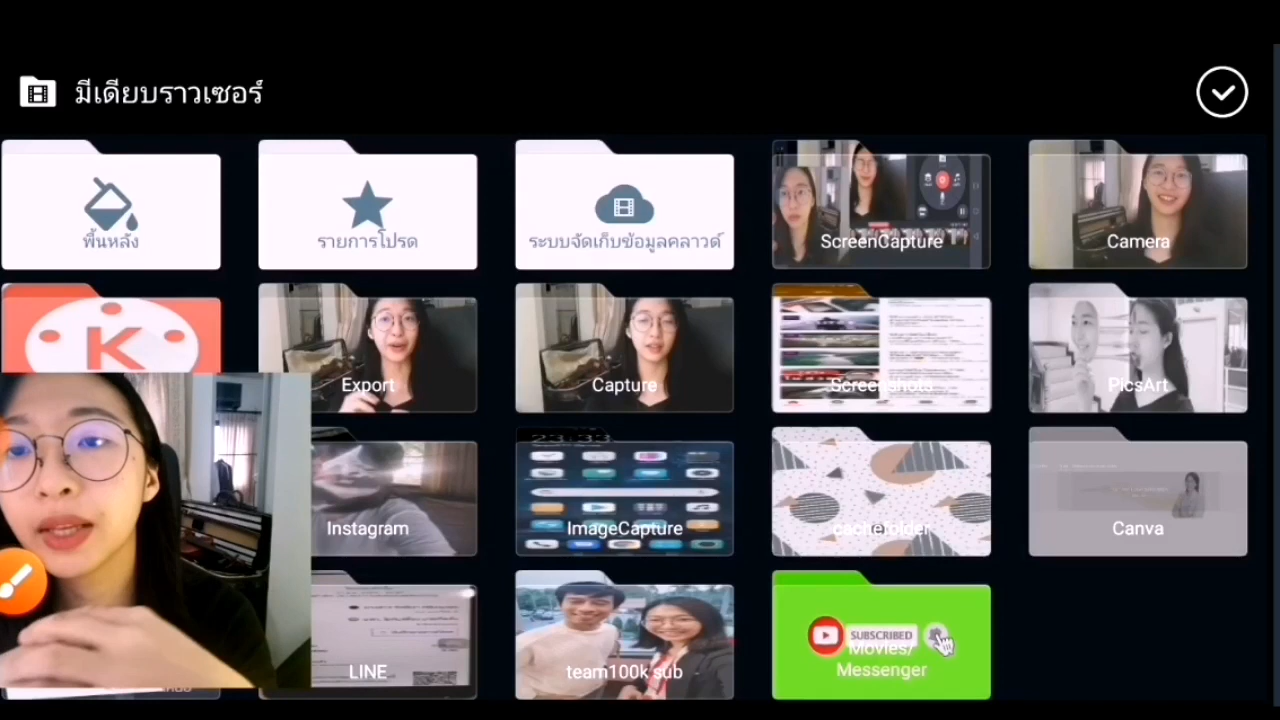 มีเดียบราวเซอร์
พื้นหลัง
รายการโปรด
ระบบจัดเก็บข้อมูลคลาวด์
ScreenCapture
Camera
K
Export
Capture
Screenshots
PicsArt
23:33
Instagram
ImageCapture
cachefolder
Canva
LINE
team100k sub
SUBSCRIBED
Movies/
Messenger